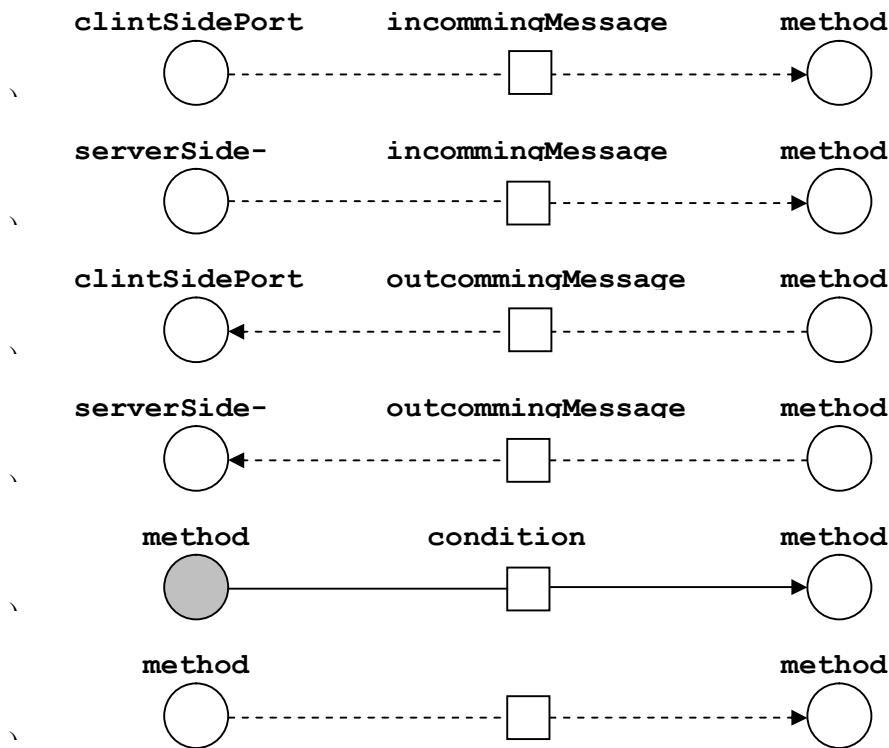 clintSidePort incommingMessage method
serverSide- incommingMessage method
clintSidePort outcommingMessage method
serverSide- outcommingMessage method
method condition method
method method